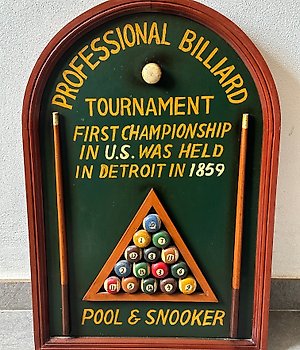 PROFESSIONAL BILLIARD
TOURNAMENT
FIRST CHAMPIONSHIP
IN U.S. WAS HELD
IN DETROIT IN 1859
POOL & SNOOKER